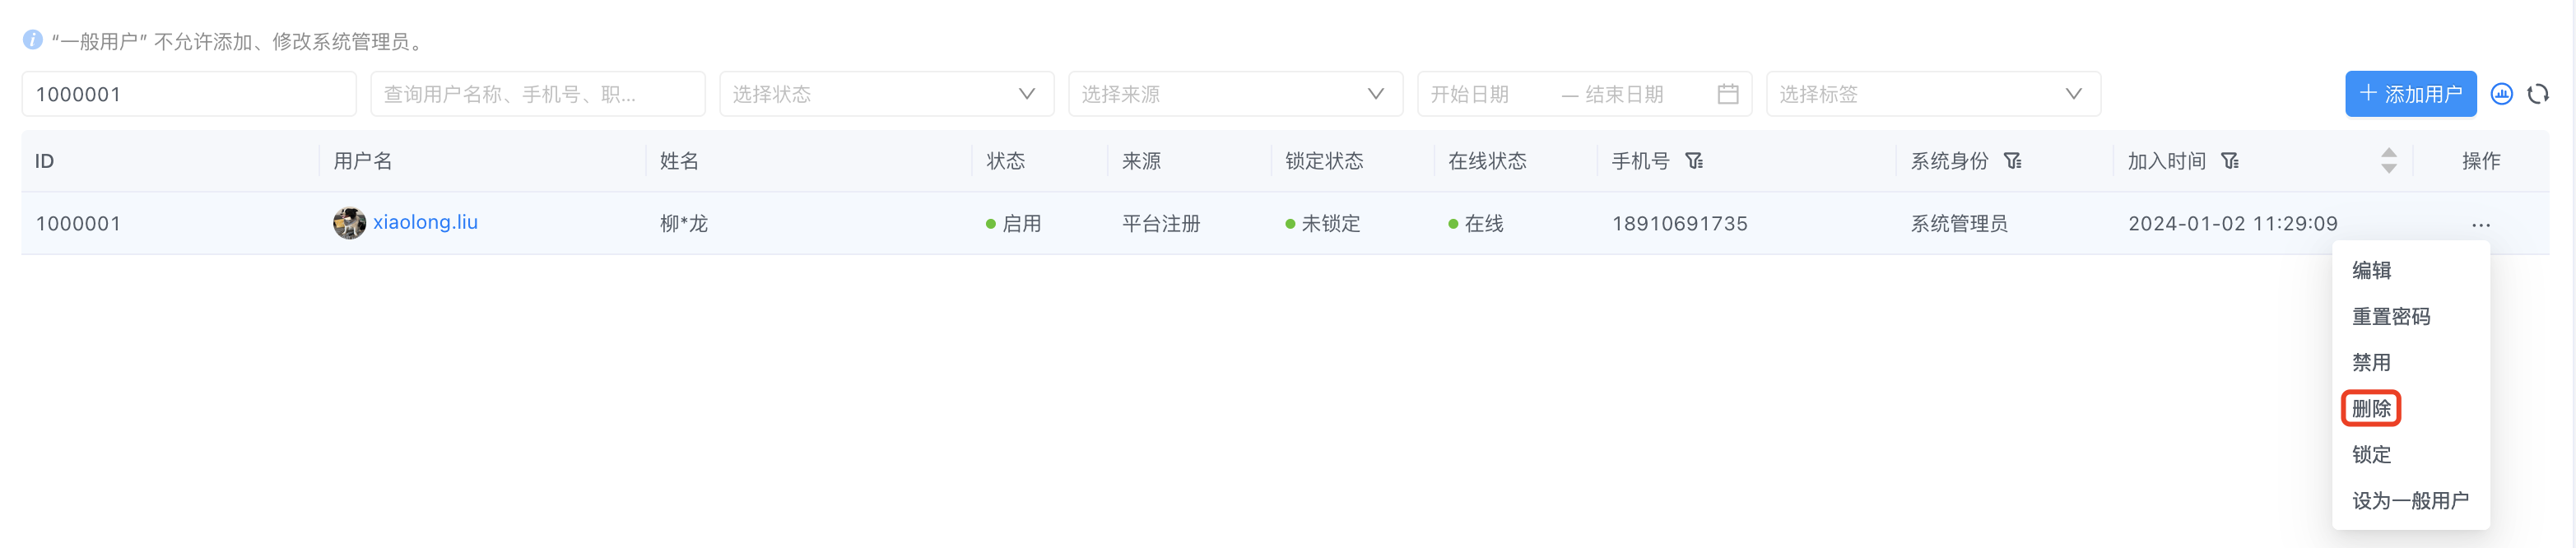 “一般用户” 不允许添加、修改系统管理员。
1000001 查询用户名称、手机号、职... 选择状态 选择来源 开始日期 — 结束日期 选择标签 + 添加用户
ID 用户名 姓名 状态 来源 锁定状态 在线状态 手机号 系统身份 加入时间 操作
1000001 xiaolong.liu 柳*龙 启用 平台注册 未锁定 在线 18910691735 系统管理员 2024-01-02 11:29:09 ...
编辑
重置密码
禁用
删除
锁定
设为一般用户